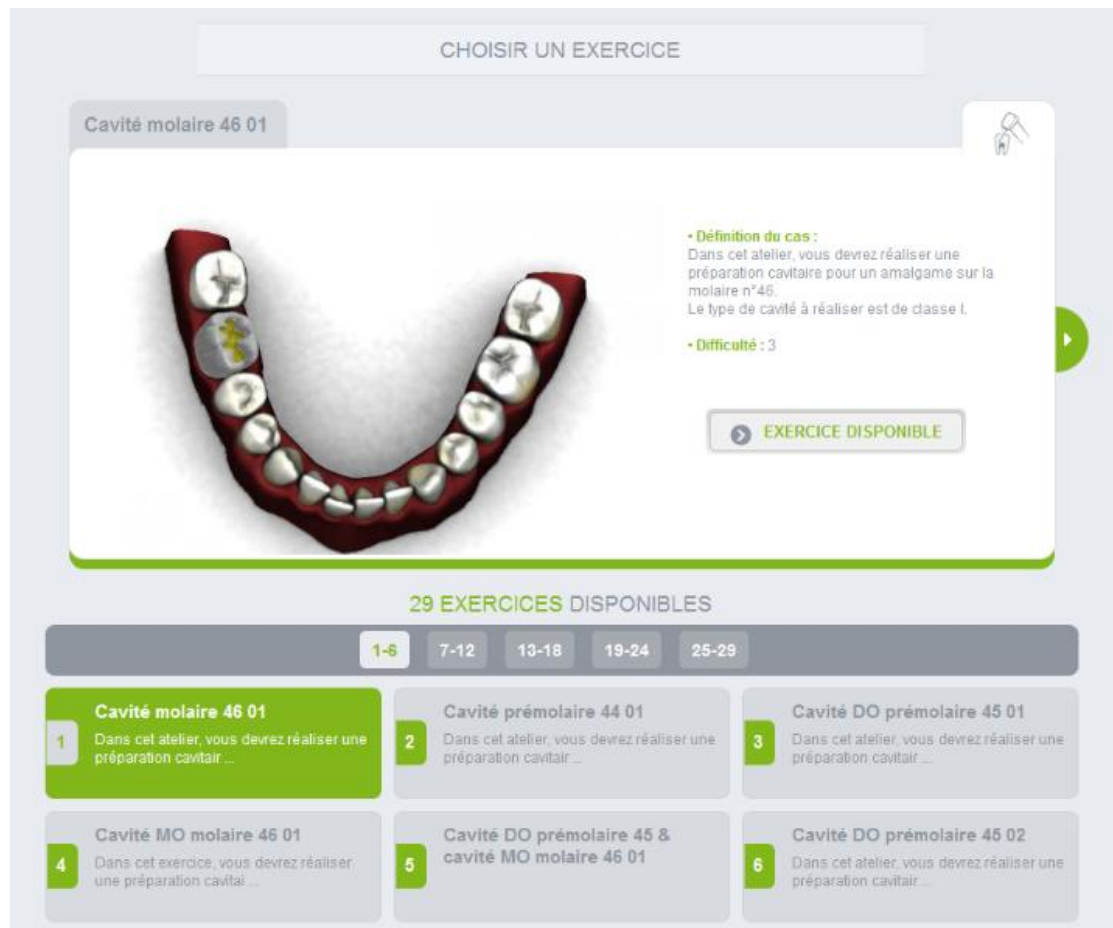 CHOISIR UN EXERCICE
Cavité molaire 46 01
• Définition du cas :
Dans cet atelier, vous devrez réaliser une
préparation cavitaire pour un amalgame sur la
molaire n°46.
Le type de cavité à réaliser est de classe I.
• Difficulté : 3
EXERCICE DISPONIBLE
29 EXERCICES DISPONIBLES
1-6 7-12 13-18 19-24 25-29
1
Cavité molaire 46 01
Dans cet atelier, vous devrez réaliser une
préparation cavitair ...
2
Cavité prémolaire 44 01
Dans cet atelier, vous devrez réaliser une
préparation cavitair ...
3
Cavité DO prémolaire 45 01
Dans cet atelier, vous devrez réaliser une
préparation cavitair ...
4
Cavité MO molaire 46 01
Dans cet exercice, vous devrez réaliser
une préparation cavitai ...
5
Cavité DO prémolaire 45 &
cavité MO molaire 46 01
6
Cavité DO prémolaire 45 02
Dans cet atelier, vous devrez réaliser une
préparation cavitair ...